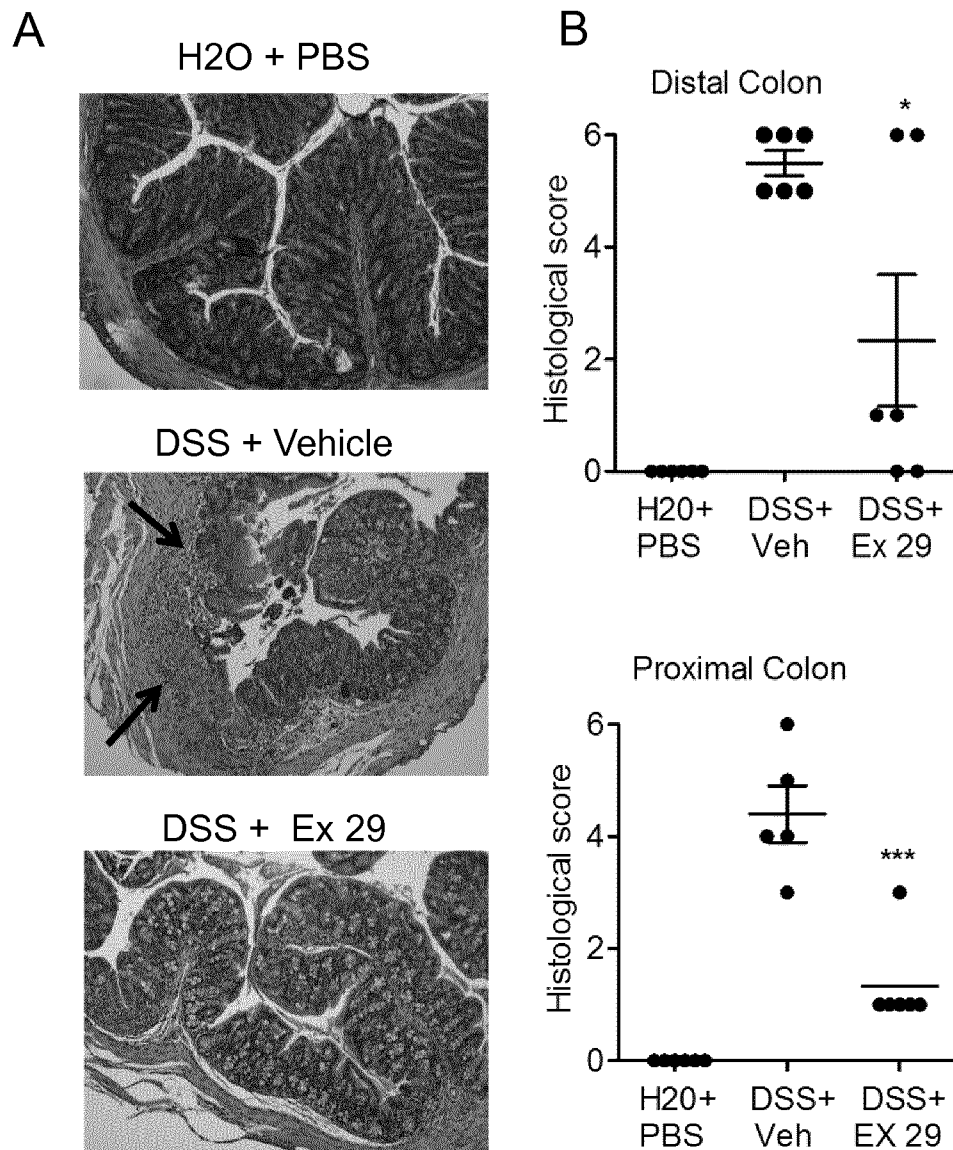 A
H2O + PBS
DSS + Vehicle
DSS + Ex 29
B
Distal Colon
*
6
4
2
0
Histological score
H20+ PBS
DSS+ Veh
DSS+ Ex 29
Proximal Colon
***
6
4
2
0
Histological score
H20+ PBS
DSS+ Veh
DSS+ EX 29